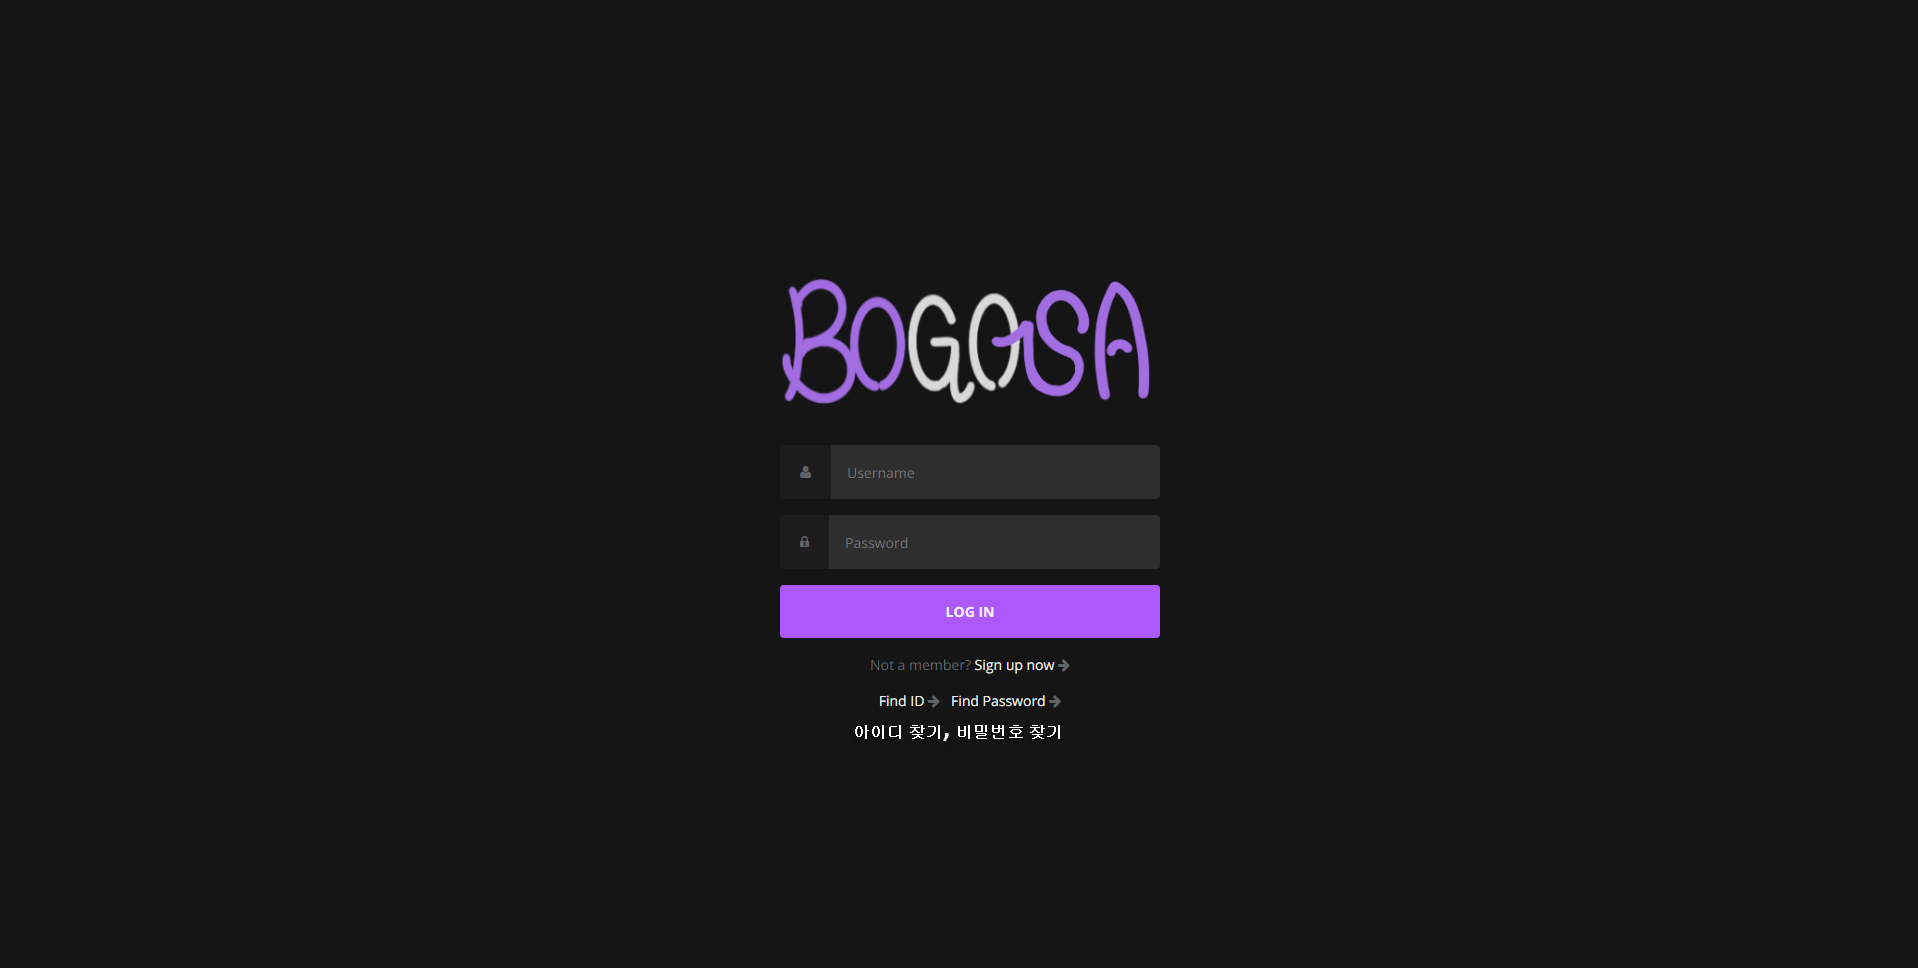 BOGOSA
Username
Password
LOG IN
Not a member? Sign up now
Find ID Find Password
아이디 찾기, 비밀번호 찾기